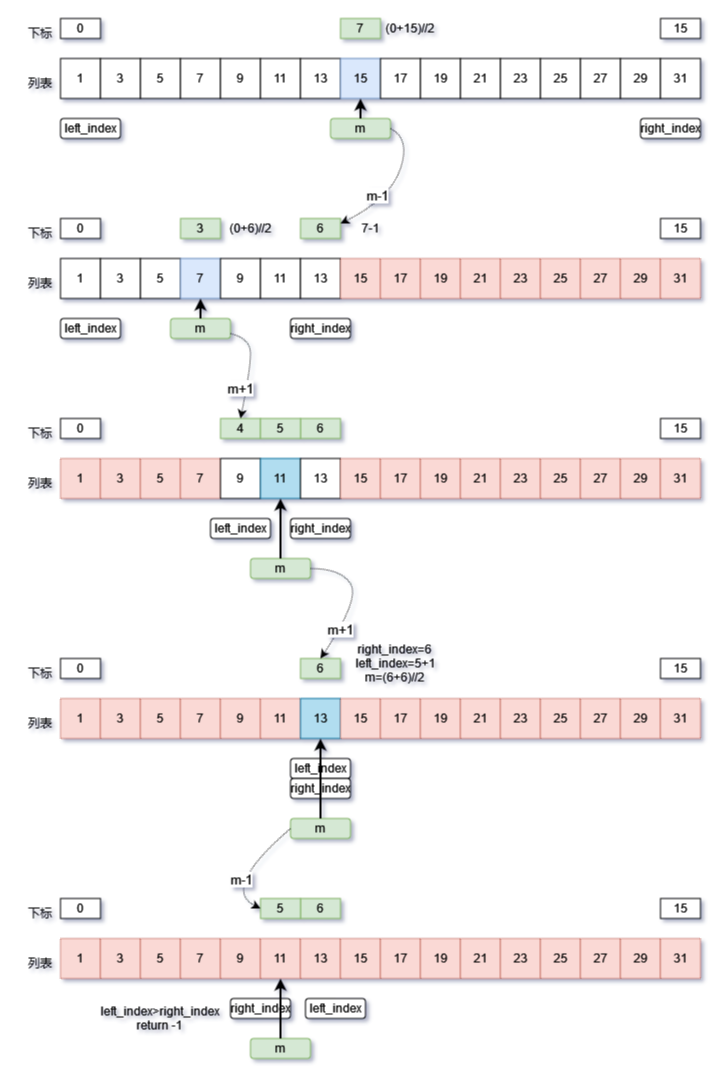 下标 0 7 (0+15)//2 15
列表 1 3 5 7 9 11 13 15 17 19 21 23 25 27 29 31
left_index m right_index
m-1
下标 0 3 (0+6)//2 6 7-1 15
列表 1 3 5 7 9 11 13 15 17 19 21 23 25 27 29 31
left_index m right_index
m+1
下标 0 4 5 6 15
列表 1 3 5 7 9 11 13 15 17 19 21 23 25 27 29 31
left_index right_index
m
m+1
right_index=6
下标 0 6 left_index=5+1 15
m=(6+6)//2
列表 1 3 5 7 9 11 13 15 17 19 21 23 25 27 29 31
left_index
right_index
m
m-1
下标 0 5 6 15
列表 1 3 5 7 9 11 13 15 17 19 21 23 25 27 29 31
left_index>right_index right_index left_index
return -1
m